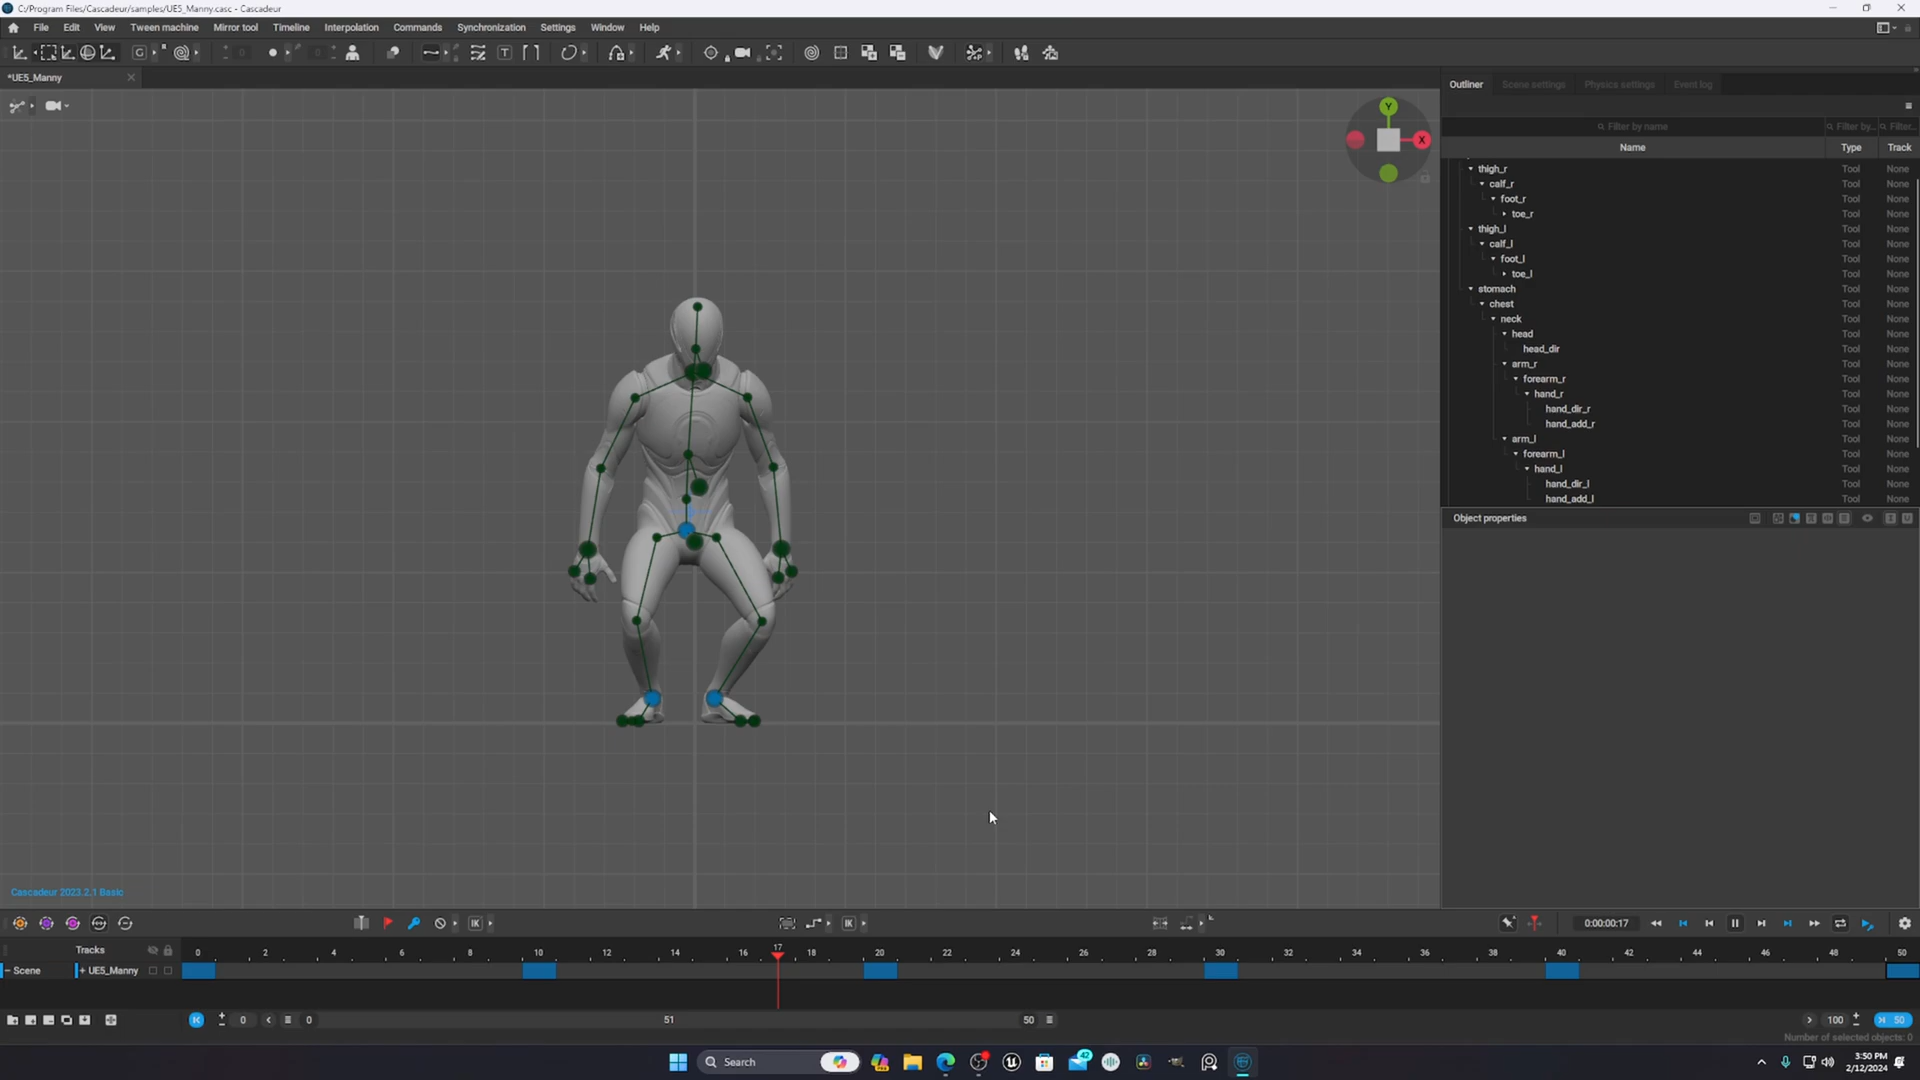 C:/Program Files/Cascadeur/samples/UE5_Manny.casc - Cascadeur
File Edit View Tween machine Mirror tool Timeline Interpolation Commands Synchronization Settings Window Help
*UE5_Manny
Outliner Scene settings Physics settings Event log
Filter by name Filter by... Filter...
Name Type Track
thigh_r Tool None
calf_r Tool None
foot_r Tool None
toe_r Tool None
thigh_l Tool None
calf_l Tool None
foot_l Tool None
toe_l Tool None
stomach Tool None
chest Tool None
neck Tool None
head Tool None
head_dir Tool None
arm_r Tool None
forearm_r Tool None
hand_r Tool None
hand_dir_r Tool None
hand_add_r Tool None
arm_l Tool None
forearm_l Tool None
hand_l Tool None
hand_dir_l Tool None
hand_add_l Tool None
Object properties
Y
X
Cascadeur 2023.2.1 Basic
IK IK 0:00:00:17
Tracks 0 2 4 6 8 10 12 14 16 17 18 20 22 24 26 28 30 32 34 36 38 40 42 44 46 48 50
Scene UE5_Manny
0 0 51 50 100 50
Number of selected objects: 0
Search 42 3:50 PM
2/12/2024